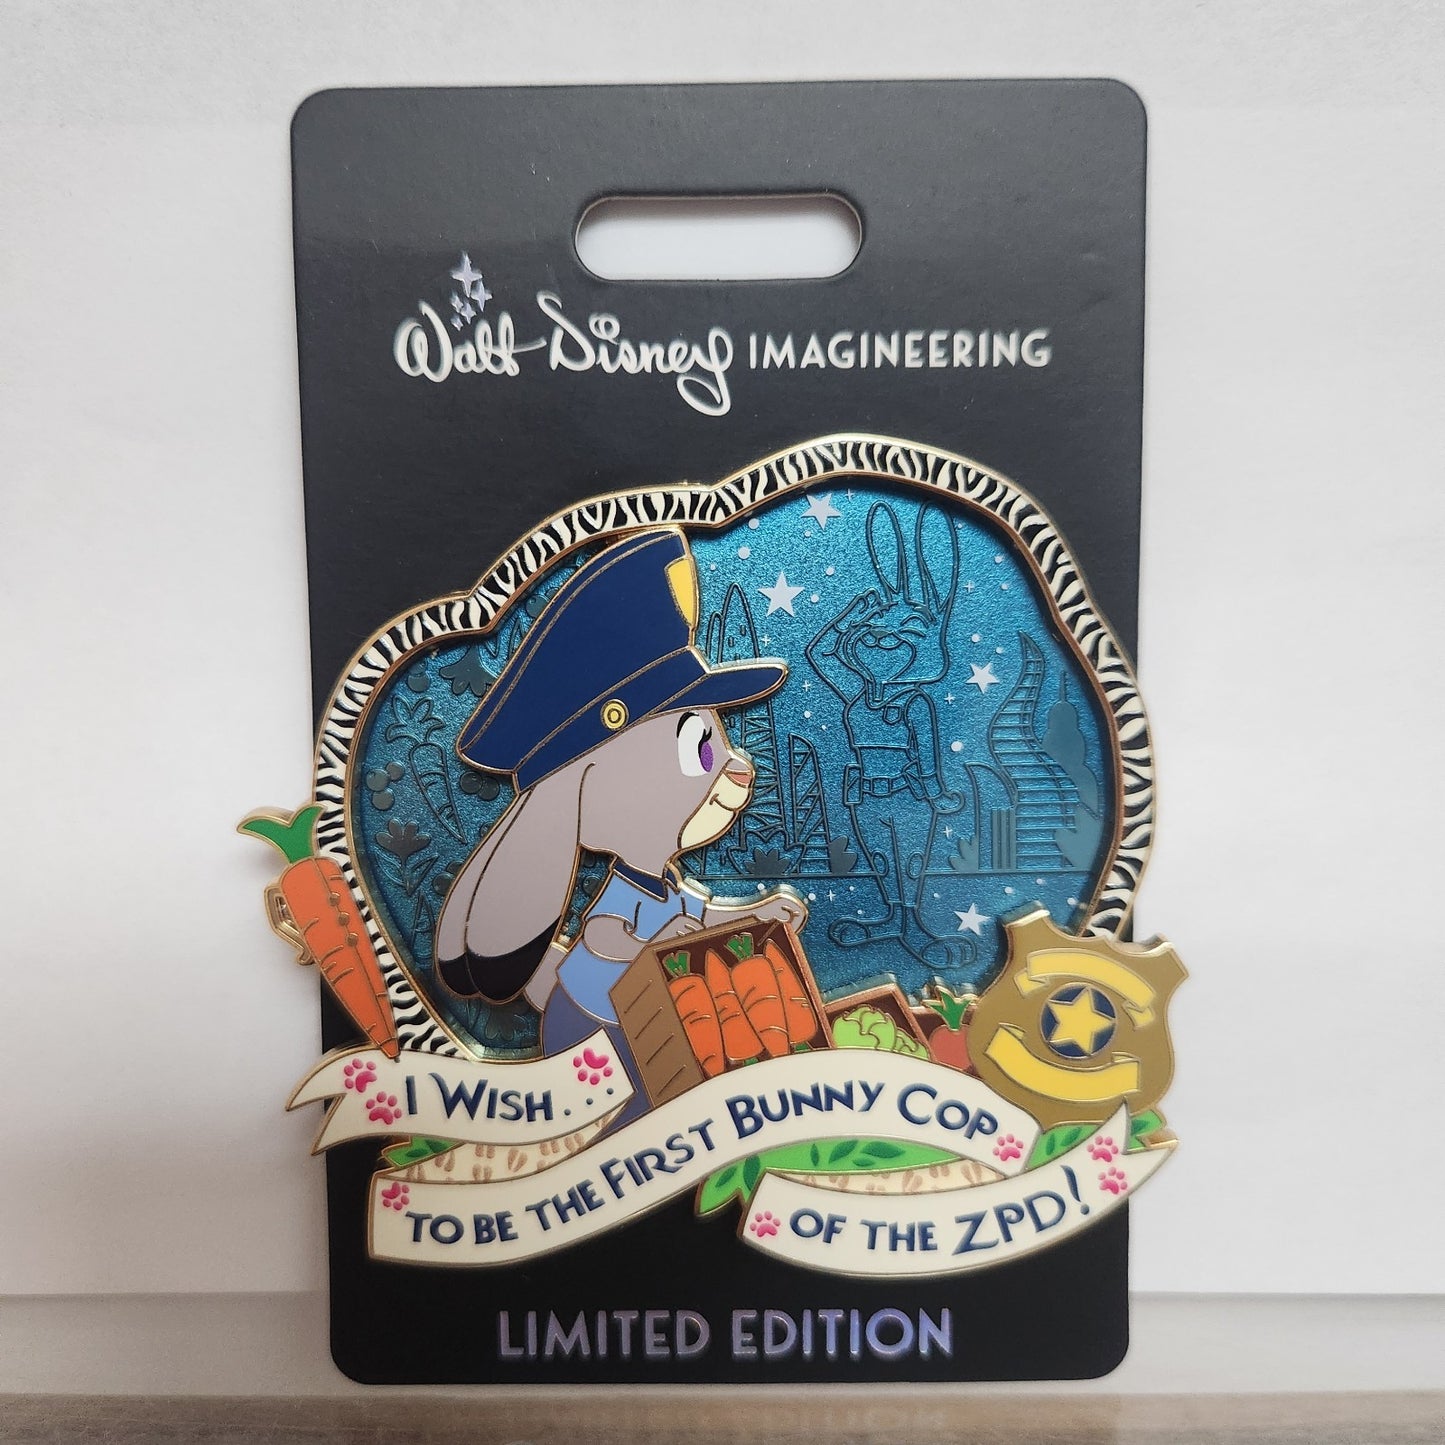 Walt Disney IMAGINEERING
I WISH...
TO BE THE FIRST BUNNY COP
OF THE ZPD!
LIMITED EDITION